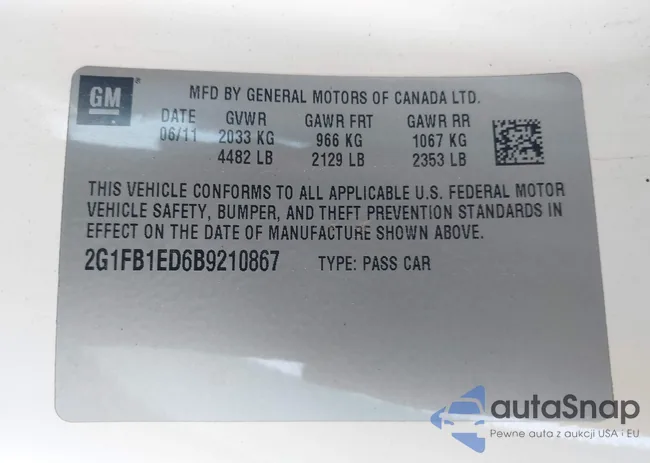 GM
MFD BY GENERAL MOTORS OF CANADA LTD.
DATE GVWR GAWR FRT GAWR RR
06/11 2033 KG 966 KG 1067 KG
4482 LB 2129 LB 2353 LB
THIS VEHICLE CONFORMS TO ALL APPLICABLE U.S. FEDERAL MOTOR
VEHICLE SAFETY, BUMPER, AND THEFT PREVENTION STANDARDS IN
EFFECT ON THE DATE OF MANUFACTURE SHOWN ABOVE.
2G1FB1ED6B9210867 TYPE: PASS CAR
autaSnap
Pewne auta z aukcji USA i EU